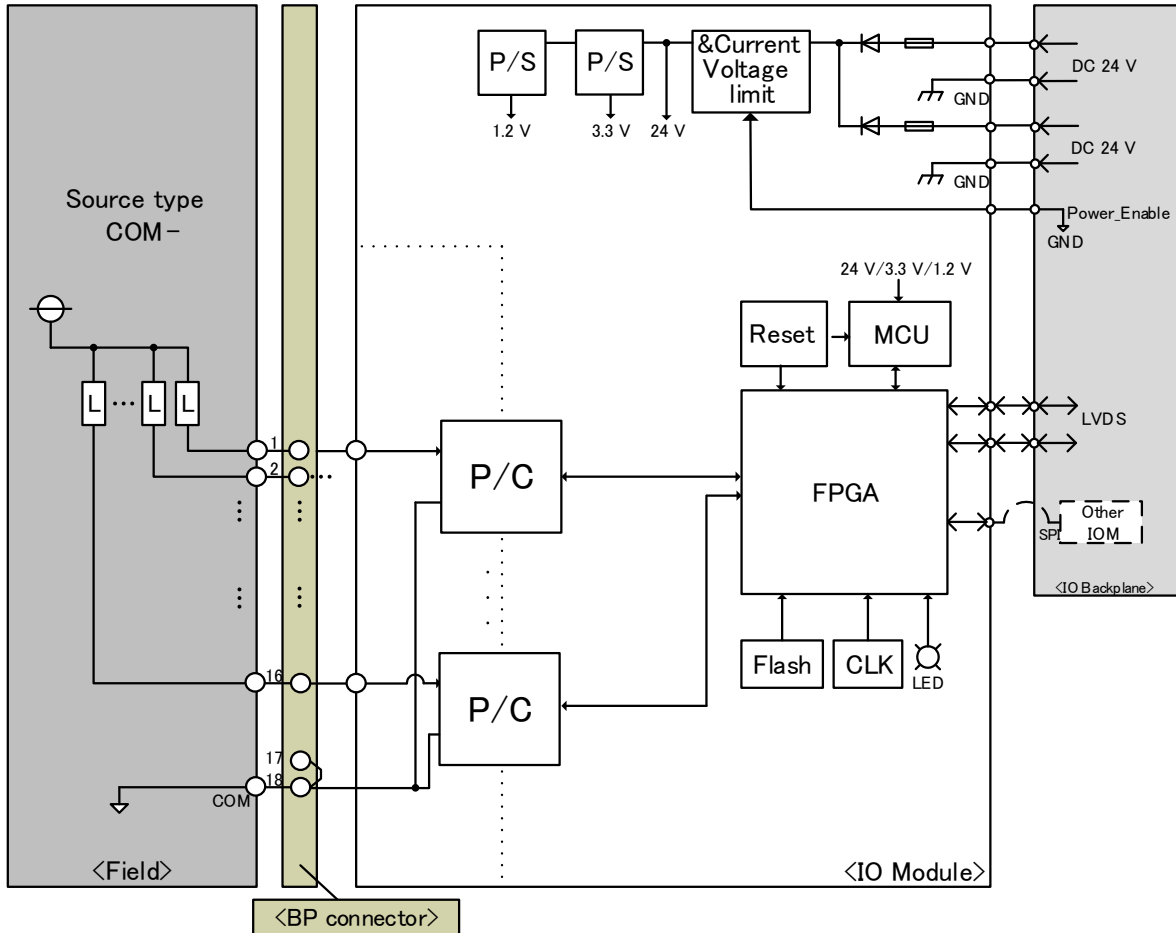 P/S
P/S
&Current
Voltage
limit
1.2 V
3.3 V
24 V
DC 24 V
GND
DC 24 V
GND
Power_Enable
GND
Source type
COM−
24 V/3.3 V/1.2 V
Reset
MCU
L
···
L
L
LVDS
1
2
···
P/C
FPGA
SPI
Other
IOM
<IO Backplane>
Flash
CLK
LED
16
P/C
17
18
COM
<Field>
<IO Module>
<BP connector>